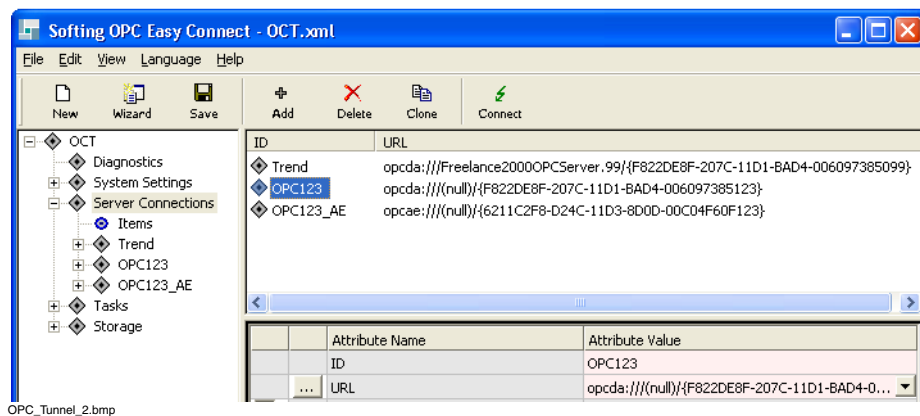 Softing OPC Easy Connect - OCT.xml
File Edit View Language Help
New Wizard Save Add Delete Clone Connect
OCT
Diagnostics
System Settings
Server Connections
Items
Trend
OPC123
OPC123_AE
Tasks
Storage
ID URL
Trend opcda:///Freelance2000OPCServer.99/{F822DE8F-207C-11D1-BAD4-006097385099}
OPC123 opcda:///(null)/{F822DE8F-207C-11D1-BAD4-006097385123}
OPC123_AE opcae:///(null)/{6211C2F8-D24C-11D3-8D0D-00C04F60F123}
Attribute Name Attribute Value
ID OPC123
... URL opcda:///(null)/{F822DE8F-207C-11D1-BAD4-0...
OPC_Tunnel_2.bmp